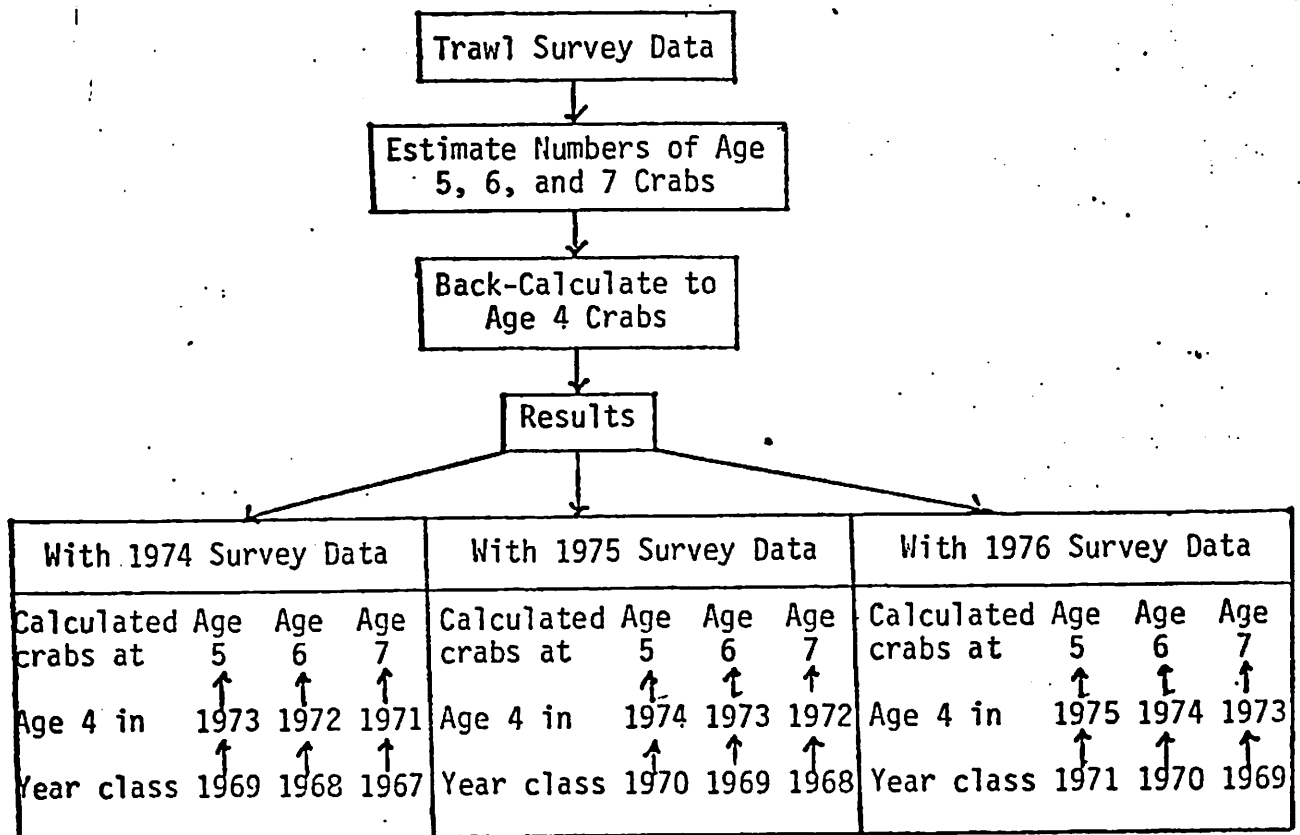 Trawl Survey Data
Estimate Numbers of Age
5, 6, and 7 Crabs
Back-Calculate to
Age 4 Crabs
Results
With 1974 Survey Data
Calculated Age Age Age
crabs at 5 6 7
Age 4 in 1973 1972 1971
Year class 1969 1968 1967
With 1975 Survey Data
Calculated Age Age Age
crabs at 5 6 7
Age 4 in 1974 1973 1972
Year class 1970 1969 1968
With 1976 Survey Data
Calculated Age Age Age
crabs at 5 6 7
Age 4 in 1975 1974 1973
Year class 1971 1970 1969